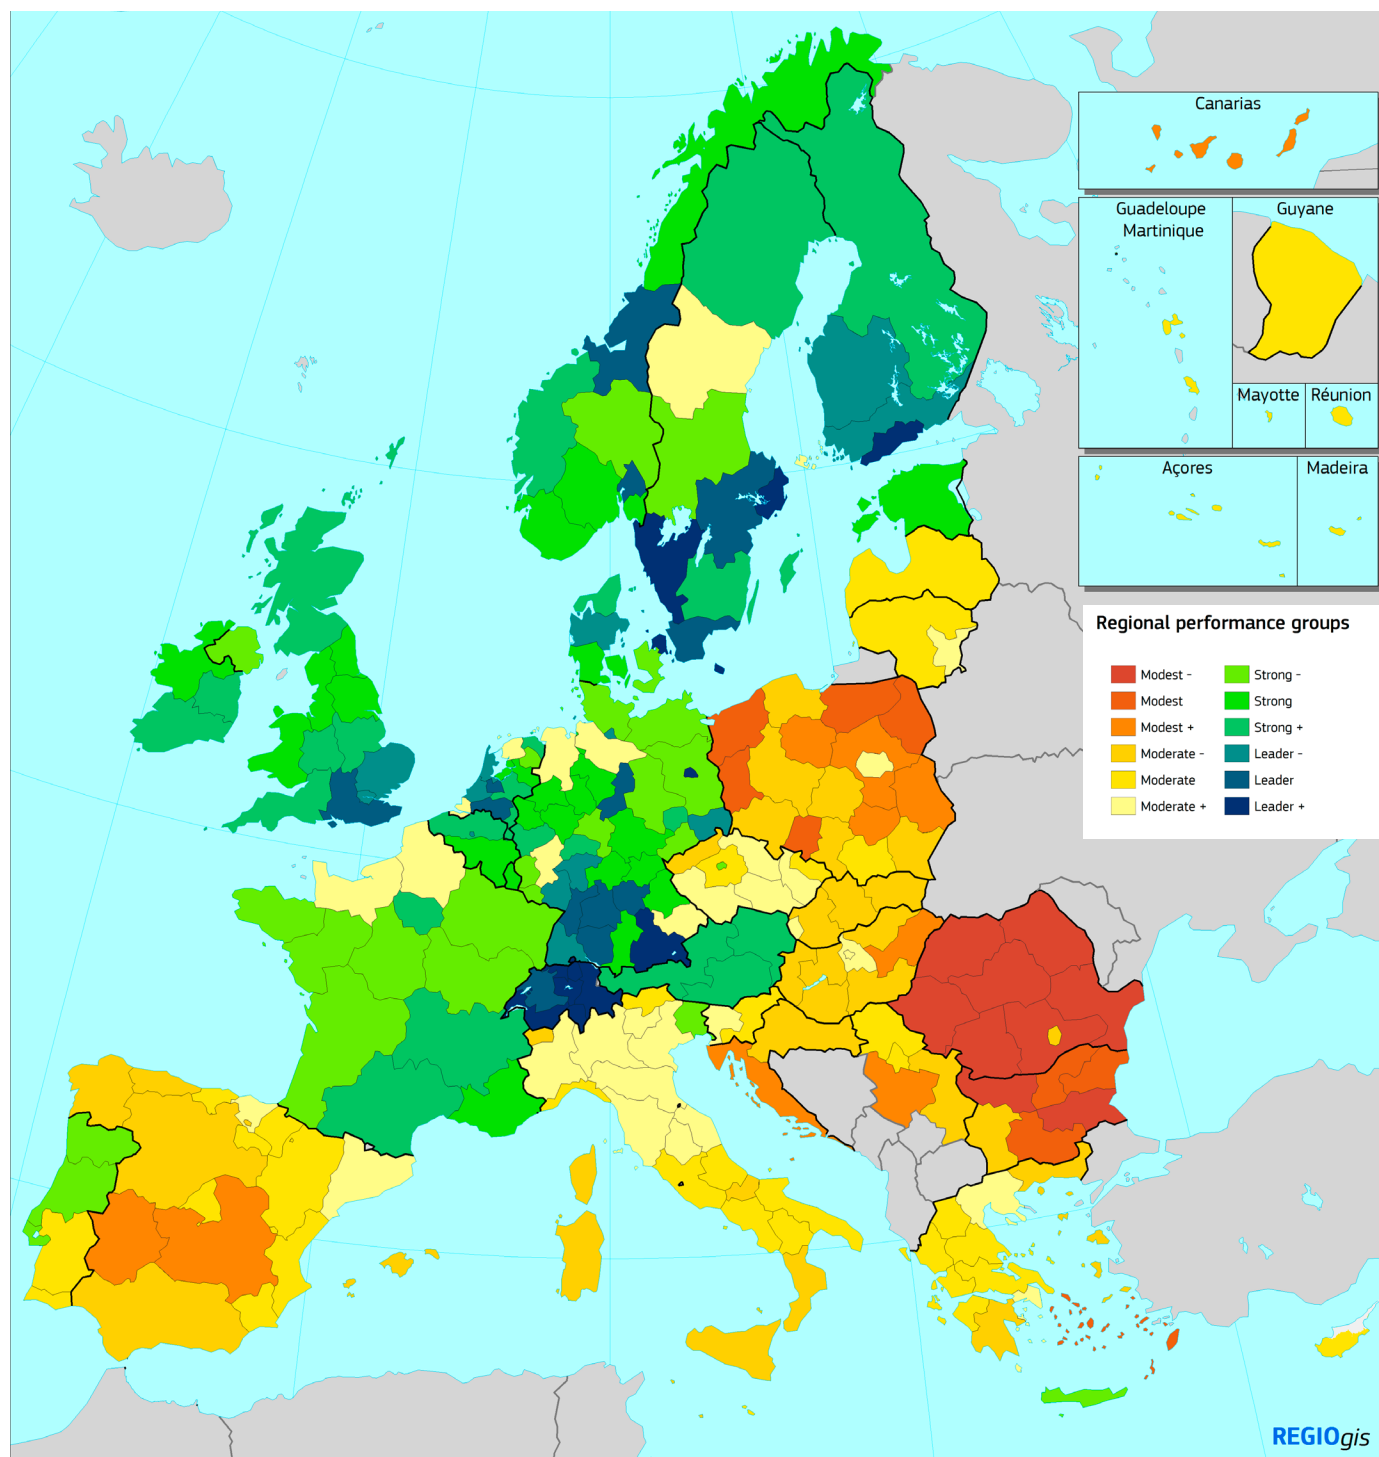 Canarias
Guadeloupe
Martinique
Guyane
Mayotte
Réunion
Açores
Madeira
Regional performance groups
Modest -
Modest
Modest +
Moderate -
Moderate
Moderate +
Strong -
Strong
Strong +
Leader -
Leader
Leader +
REGIOgis